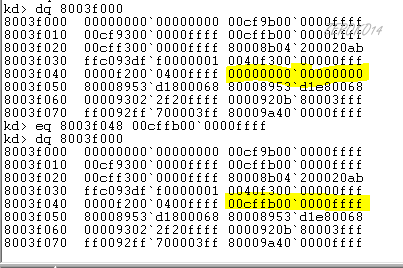 kd> dq 8003f000
8003f000  00000000`00000000 00cf9b00`0000ffff
8003f010  00cf9300`0000ffff 00cffb00`0000ffff
8003f020  00cff300`0000ffff 80008b04`200020ab
8003f030  ffc093df`f0000001 0040f300`00000fff
8003f040  0000f200`0400ffff 00000000`00000000
8003f050  80008953`d1800068 80008953`d1e80068
8003f060  00009302`2f20ffff 0000920b`80003fff
8003f070  ff0092ff`700003ff 80009a40`0000ffff
kd> eq 8003f048 00cffb00`0000ffff
kd> dq 8003f000
8003f000  00000000`00000000 00cf9b00`0000ffff
8003f010  00cf9300`0000ffff 00cffb00`0000ffff
8003f020  00cff300`0000ffff 80008b04`200020ab
8003f030  ffc093df`f0000001 0040f300`00000fff
8003f040  0000f200`0400ffff 00cffb00`0000ffff
8003f050  80008953`d1800068 80008953`d1e80068
8003f060  00009302`2f20ffff 0000920b`80003fff
8003f070  ff0092ff`700003ff 80009a40`0000ffff